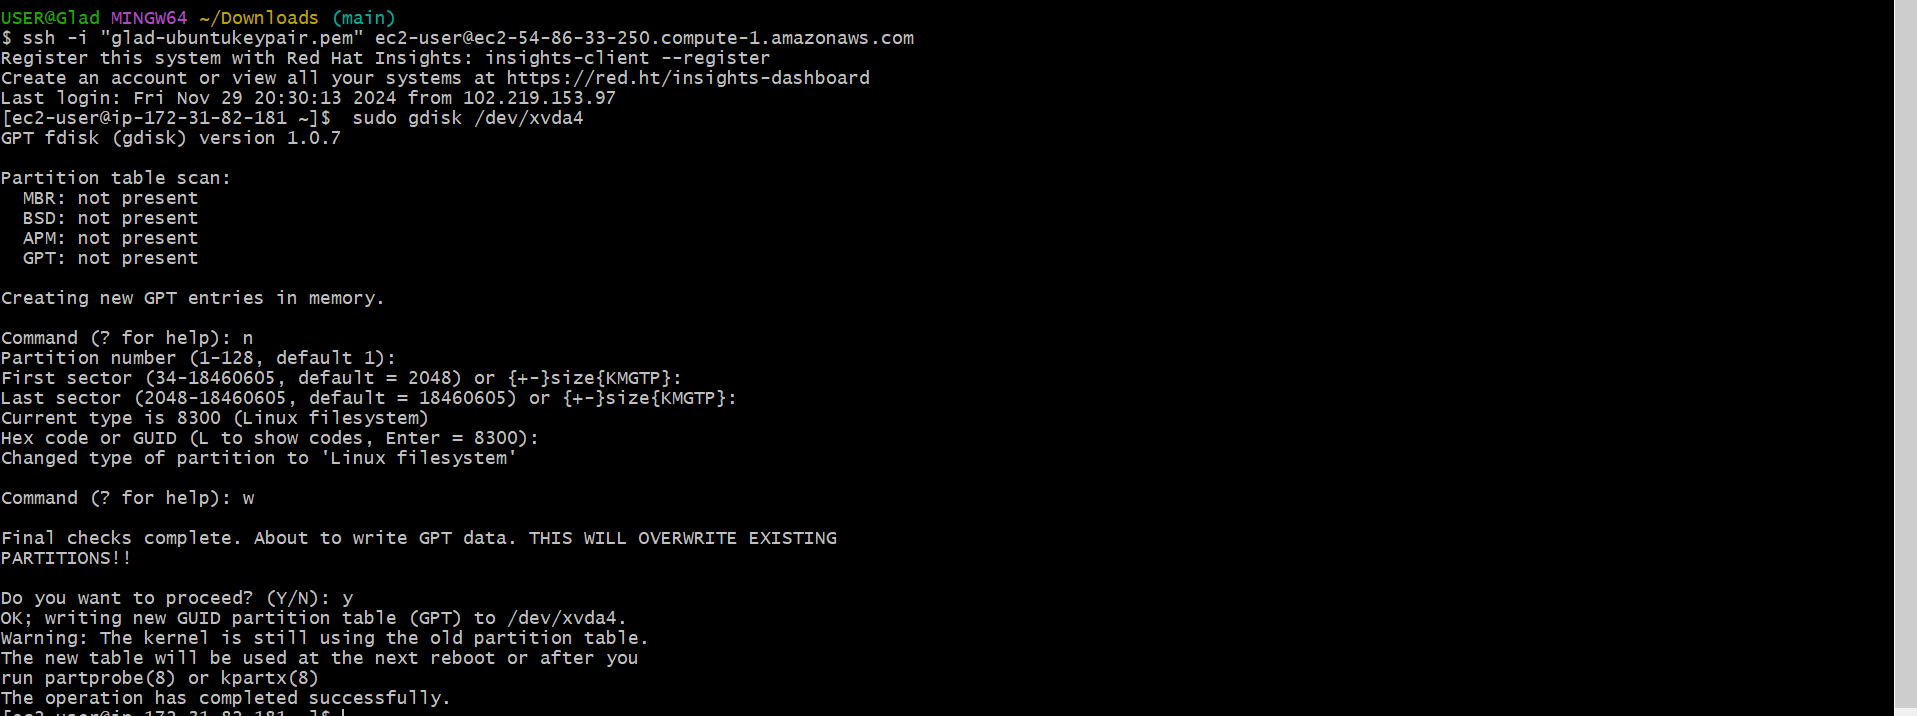 USER@Glad MINGW64 ~/Downloads (main)
$ ssh -i "glad-ubuntukeypair.pem" ec2-user@ec2-54-86-33-250.compute-1.amazonaws.com
Register this system with Red Hat Insights: insights-client --register
Create an account or view all your systems at https://red.ht/insights-dashboard
Last login: Fri Nov 29 20:30:13 2024 from 102.219.153.97
[ec2-user@ip-172-31-82-181 ~]$  sudo gdisk /dev/xvda4
GPT fdisk (gdisk) version 1.0.7
Partition table scan:
  MBR: not present
  BSD: not present
  APM: not present
  GPT: not present
Creating new GPT entries in memory.
Command (? for help): n
Partition number (1-128, default 1):
First sector (34-18460605, default = 2048) or {+-}size{KMGTP}:
Last sector (2048-18460605, default = 18460605) or {+-}size{KMGTP}:
Current type is 8300 (Linux filesystem)
Hex code or GUID (L to show codes, Enter = 8300):
Changed type of partition to 'Linux filesystem'
Command (? for help): w
Final checks complete. About to write GPT data. THIS WILL OVERWRITE EXISTING
PARTITIONS!!
Do you want to proceed? (Y/N): y
OK; writing new GUID partition table (GPT) to /dev/xvda4.
Warning: The kernel is still using the old partition table.
The new table will be used at the next reboot or after you
run partprobe(8) or kpartx(8)
The operation has completed successfully.
[ec2-user@ip-172-31-82-181 ~]$